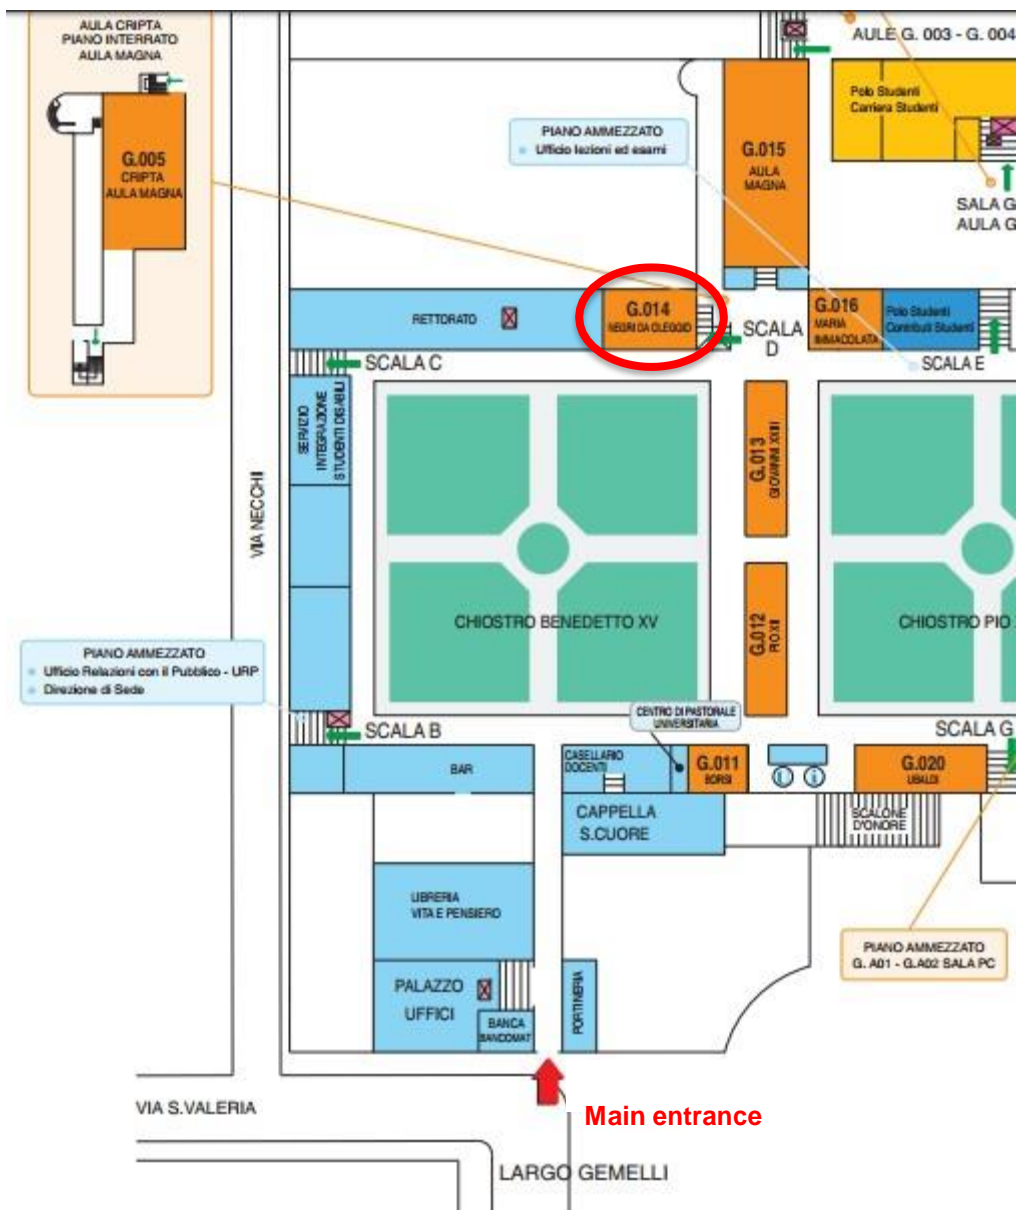 AULA CRIPTA
PIANO INTERRATO
AULA MAGNA
G.005
CRIPTA
AULA MAGNA
AULE G. 003 - G. 004
Polo Studenti
Carriera Studenti
PIANO AMMEZZATO
Ufficio lezioni ed esami
G.015
AULA
MAGNA
SALA G
AULA G
RETTORATO
G.014
NEGRI DA OLEGGIO
SCALA
D
G.016
MARIA
IMMACOLATA
Polo Studenti
Contributi Studenti
SCALA C
SCALA E
SERVIZIO
INTEGRAZIONE
STUDENTI DISABILI
VIA NECCHI
G.013
GIOVANNI XXIII
CHIOSTRO BENEDETTO XV
G.012
PIO XII
CHIOSTRO PIO
PIANO AMMEZZATO
Ufficio Relazioni con il Pubblico - URP
Direzione di Sede
CENTRO DI PASTORALE
UNIVERSITARIA
SCALA B
SCALA G
BAR
CASELLARIO
DOCENTI
G.011
BORSI
i
G.020
UBALDI
CAPPELLA
S.CUORE
SCALONE
D'ONORE
LIBRERIA
VITA E PENSIERO
PIANO AMMEZZATO
G. A01 - G.A02 SALA PC
PALAZZO
UFFICI
BANCA
BANCOMAT
PORTINERIA
VIA S.VALERIA
Main entrance
LARGO GEMELLI